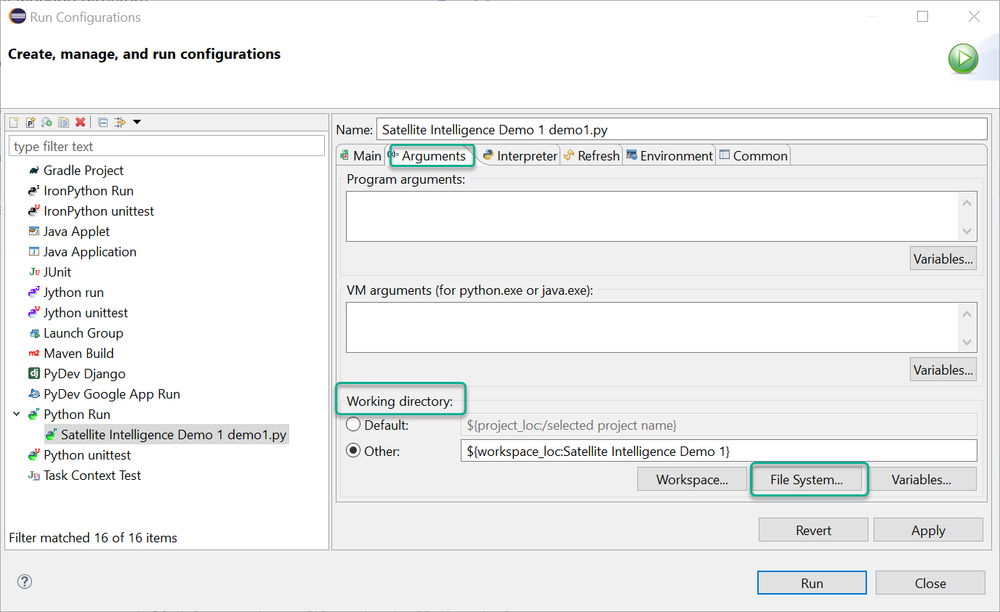 Run Configurations
Create, manage, and run configurations
type filter text
Gradle Project
IronPython Run
IronPython unittest
Java Applet
Java Application
JUnit
Jython run
Jython unittest
Launch Group
Maven Build
PyDev Django
PyDev Google App Run
Python Run
Satellite Intelligence Demo 1 demo1.py
Python unittest
Task Context Test
Filter matched 16 of 16 items
Name: Satellite Intelligence Demo 1 demo1.py
Main Arguments Interpreter Refresh Environment Common
Program arguments:
Variables...
VM arguments (for python.exe or java.exe):
Variables...
Working directory:
Default: ${project_loc:/selected project name}
Other: ${workspace_loc:Satellite Intelligence Demo 1}
Workspace... File System... Variables...
Revert Apply
Run Close